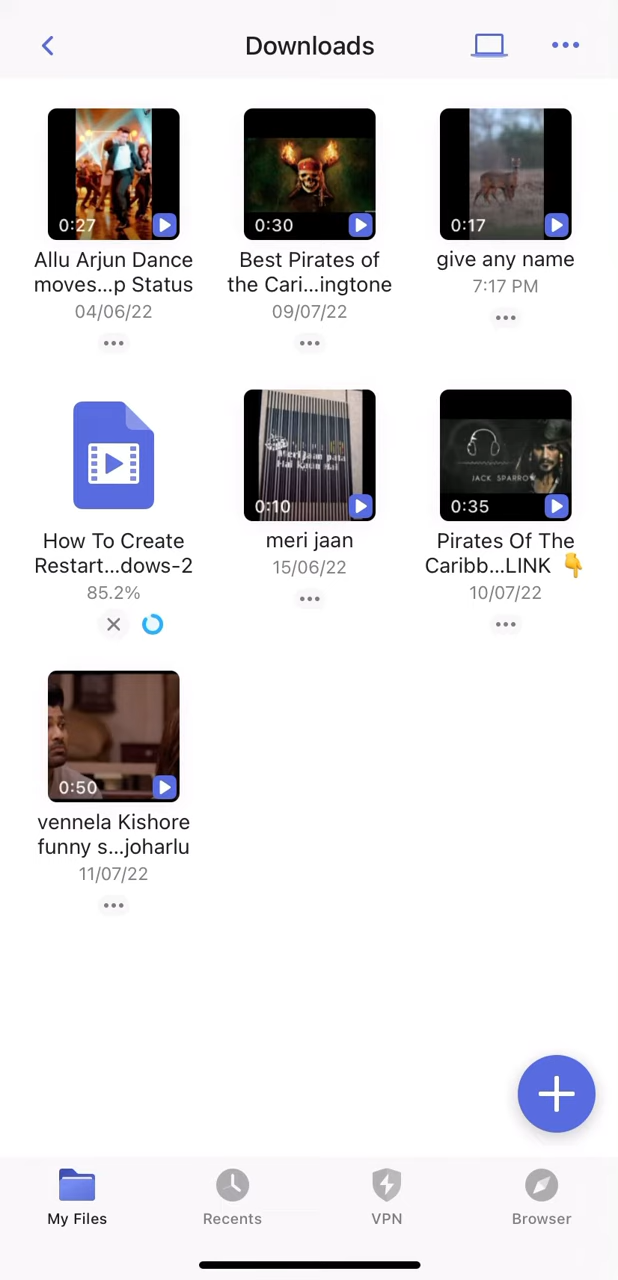 Downloads
0:27
0:30
0:17
Allu Arjun Dance
moves...p Status
04/06/22
Best Pirates of
the Cari...ingtone
09/07/22
give any name
7:17 PM
0:10
JACK SPARROW
0:35
How To Create
Restart...dows-2
85.2%
meri jaan
15/06/22
Pirates Of The
Caribb...LINK 👇
10/07/22
0:50
vennela Kishore
funny s...joharlu
11/07/22
My Files
Recents
VPN
Browser